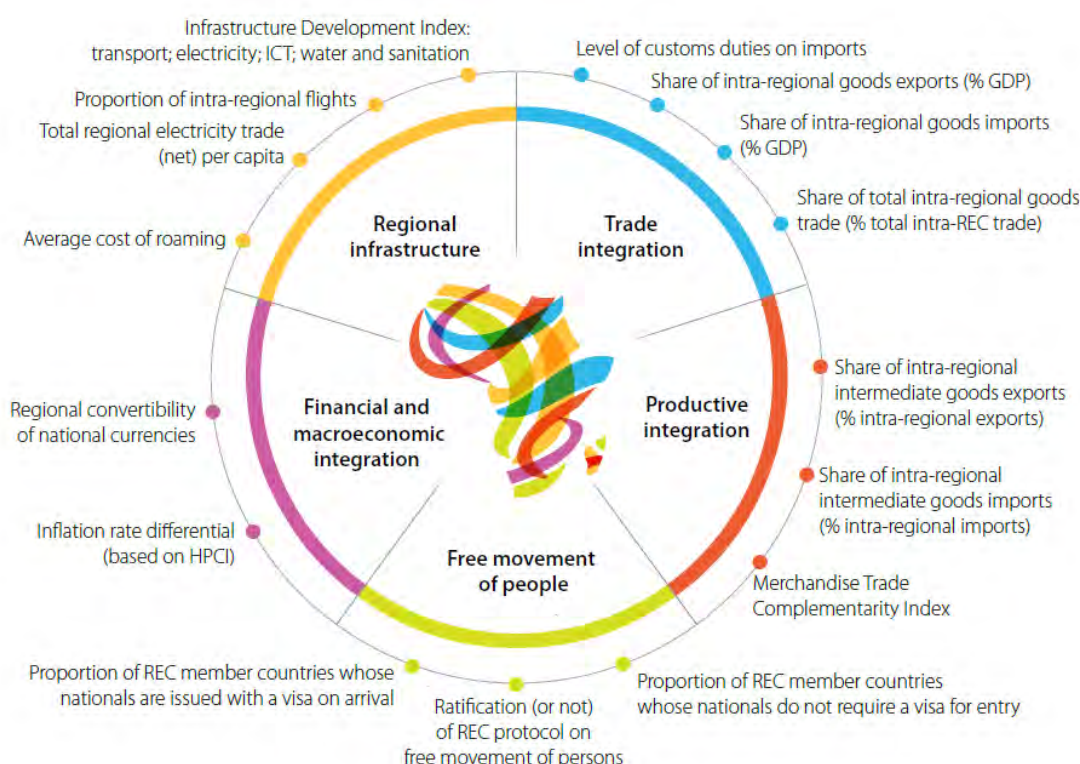 Infrastructure Development Index:
transport; electricity; ICT; water and sanitation
Proportion of intra-regional flights
Total regional electricity trade
(net) per capita
Average cost of roaming
Regional
infrastructure
Level of customs duties on imports
Share of intra-regional goods exports (% GDP)
Share of intra-regional goods imports
(% GDP)
Share of total intra-regional goods
trade (% total intra-REC trade)
Trade
integration
Share of intra-regional
intermediate goods exports
(% intra-regional exports)
Share of intra-regional
intermediate goods imports
(% intra-regional imports)
Merchandise Trade
Complementarity Index
Productive
integration
Regional convertibility
of national currencies
Inflation rate differential
(based on HPCI)
Financial and
macroeconomic
integration
Free movement
of people
Proportion of REC member countries whose
nationals are issued with a visa on arrival
Ratification (or not)
of REC protocol on
free movement of persons
Proportion of REC member countries
whose nationals do not require a visa for entry